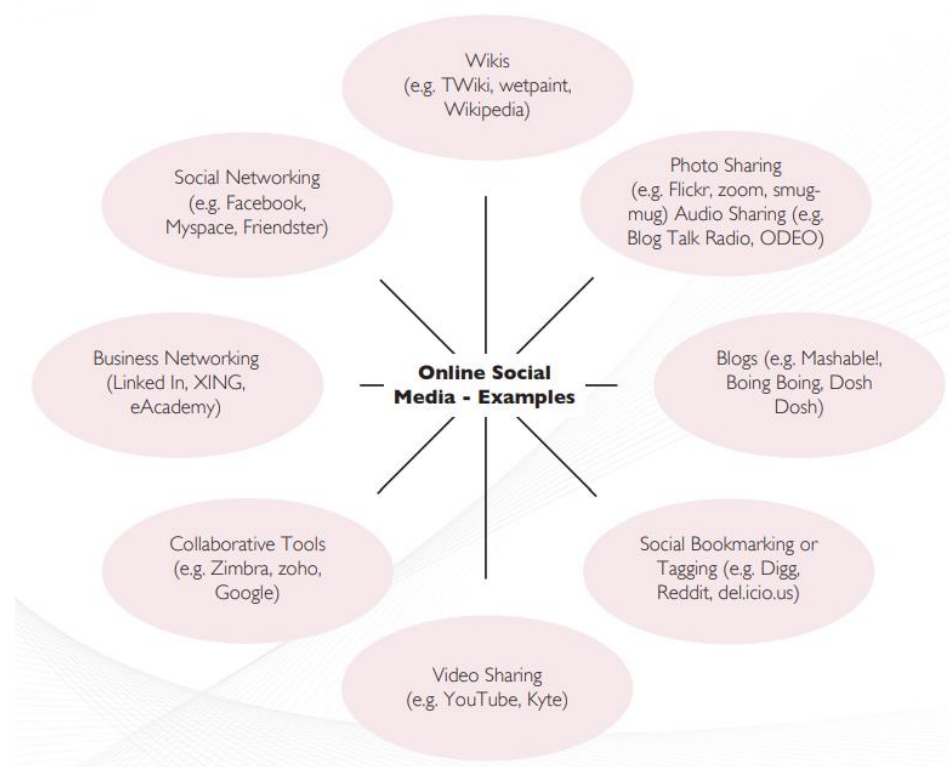 Wikis
(e.g. TWiki, wetpaint,
Wikipedia)
Photo Sharing
(e.g. Flickr, zoom, smug-
mug) Audio Sharing (e.g.
Blog Talk Radio, ODEO)
Social Networking
(e.g. Facebook,
Myspace, Friendster)
Business Networking
(Linked In, XING,
eAcademy)
Online Social
Media - Examples
Blogs (e.g. Mashable!,
Boing Boing, Dosh
Dosh)
Collaborative Tools
(e.g. Zimbra, zoho,
Google)
Social Bookmarking or
Tagging (e.g. Digg,
Reddit, del.icio.us)
Video Sharing
(e.g. YouTube, Kyte)